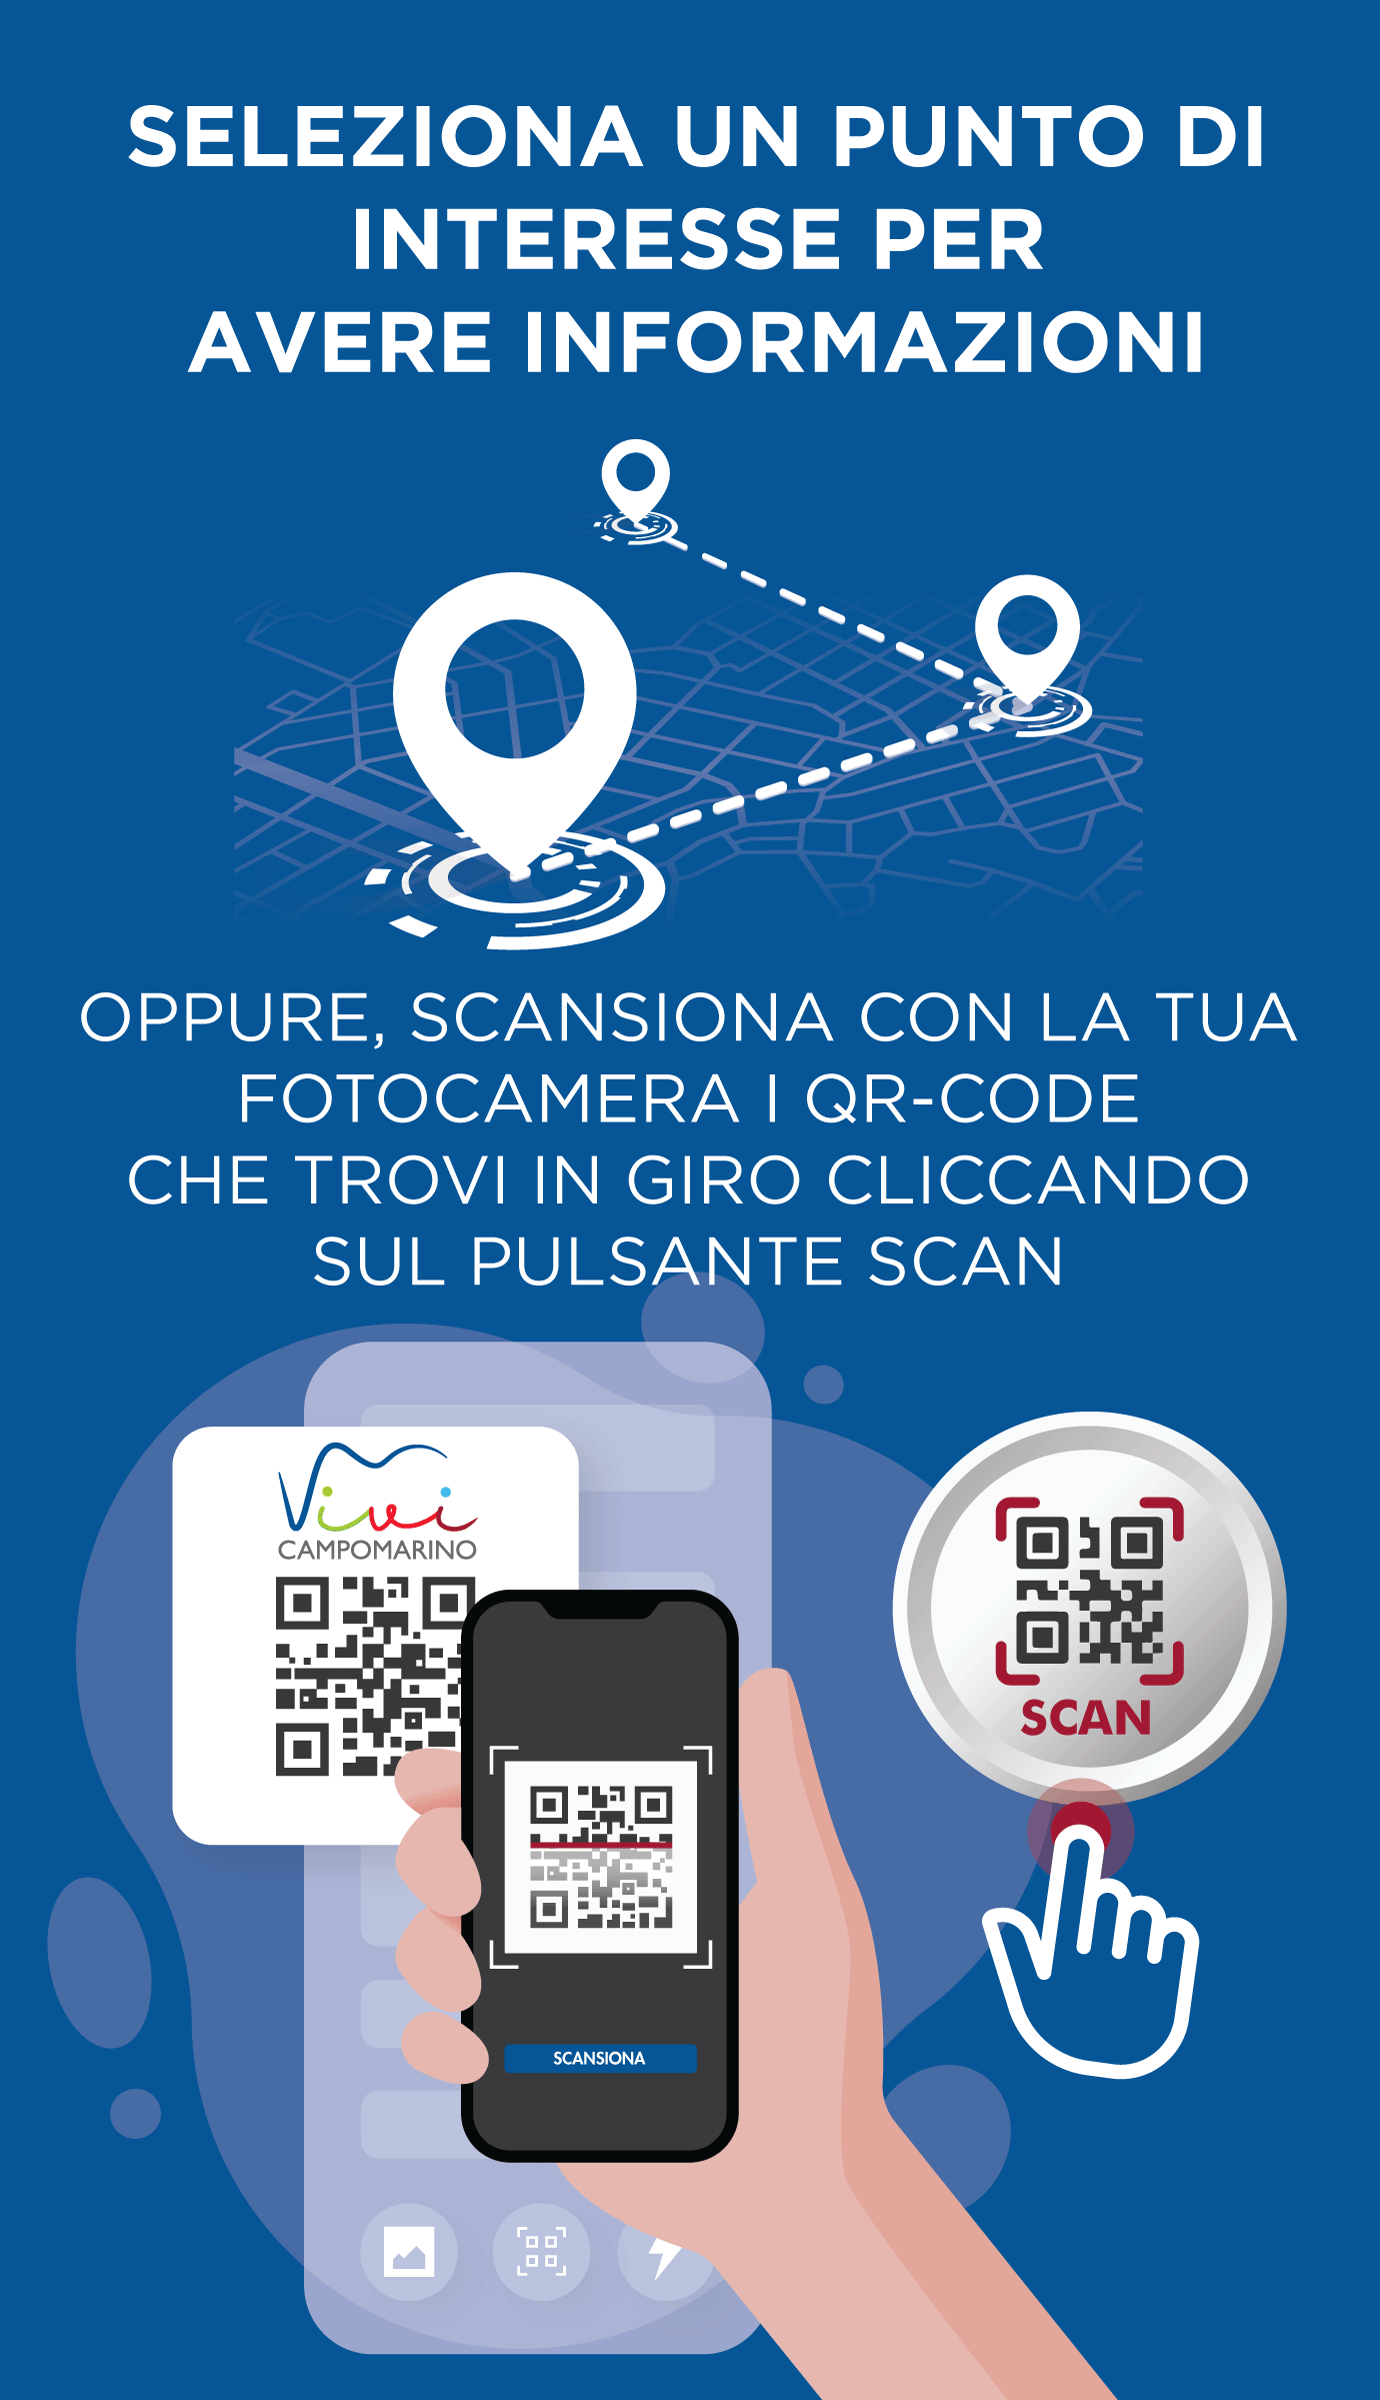 SELEZIONA UN PUNTO DI
INTERESSE PER
AVERE INFORMAZIONI
OPPURE, SCANSIONA CON LA TUA
FOTOCAMERA I QR-CODE
CHE TROVI IN GIRO CLICCANDO
SUL PULSANTE SCAN
Vivi
CAMPOMARINO
SCAN
SCANSIONA